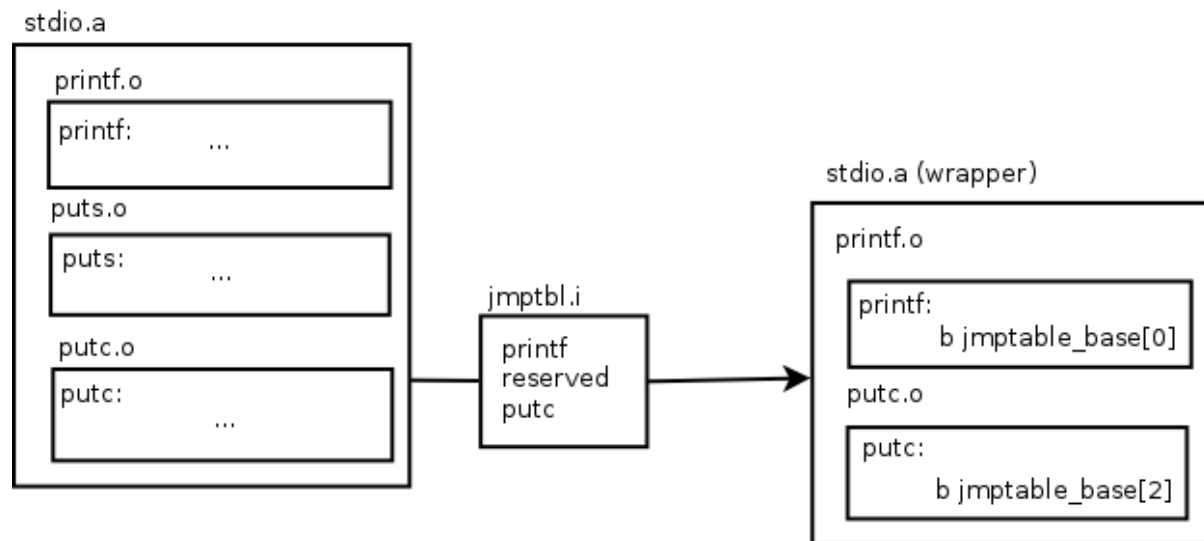 stdio.a
printf.o
printf:
...
puts.o
puts:
...
putc.o
putc:
...
jmptbl.i
printf
reserved
putc
stdio.a (wrapper)
printf.o
printf:
b jmptable_base[0]
putc.o
putc:
b jmptable_base[2]